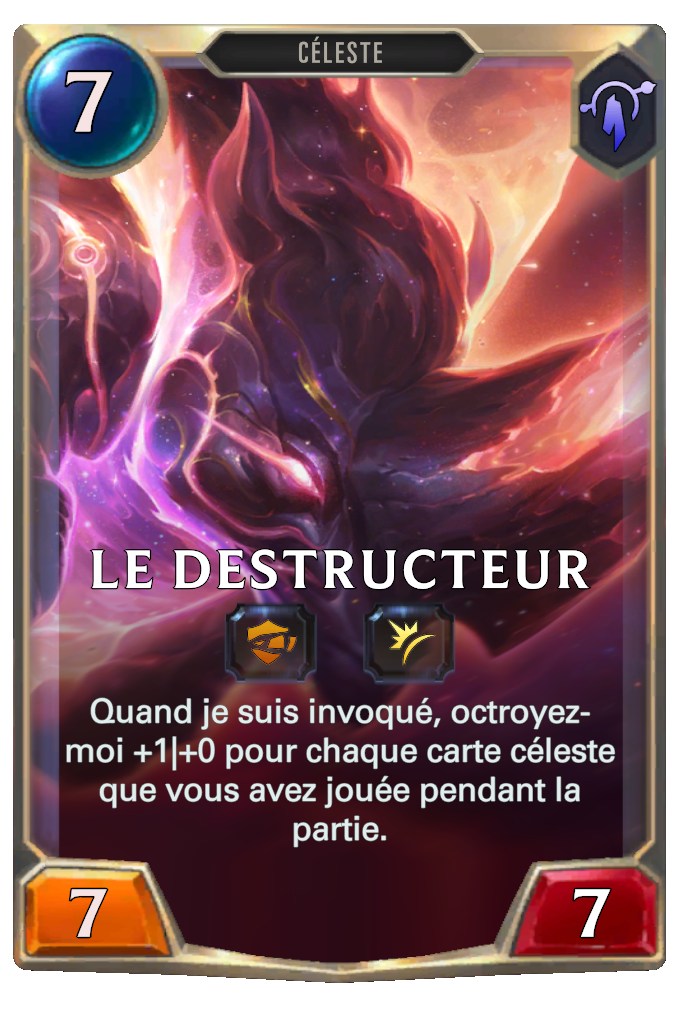 CÉLESTE
7
LE DESTRUCTEUR
Quand je suis invoqué, octroyez-
moi +1|+0 pour chaque carte céleste
que vous avez jouée pendant la
partie.
7
7